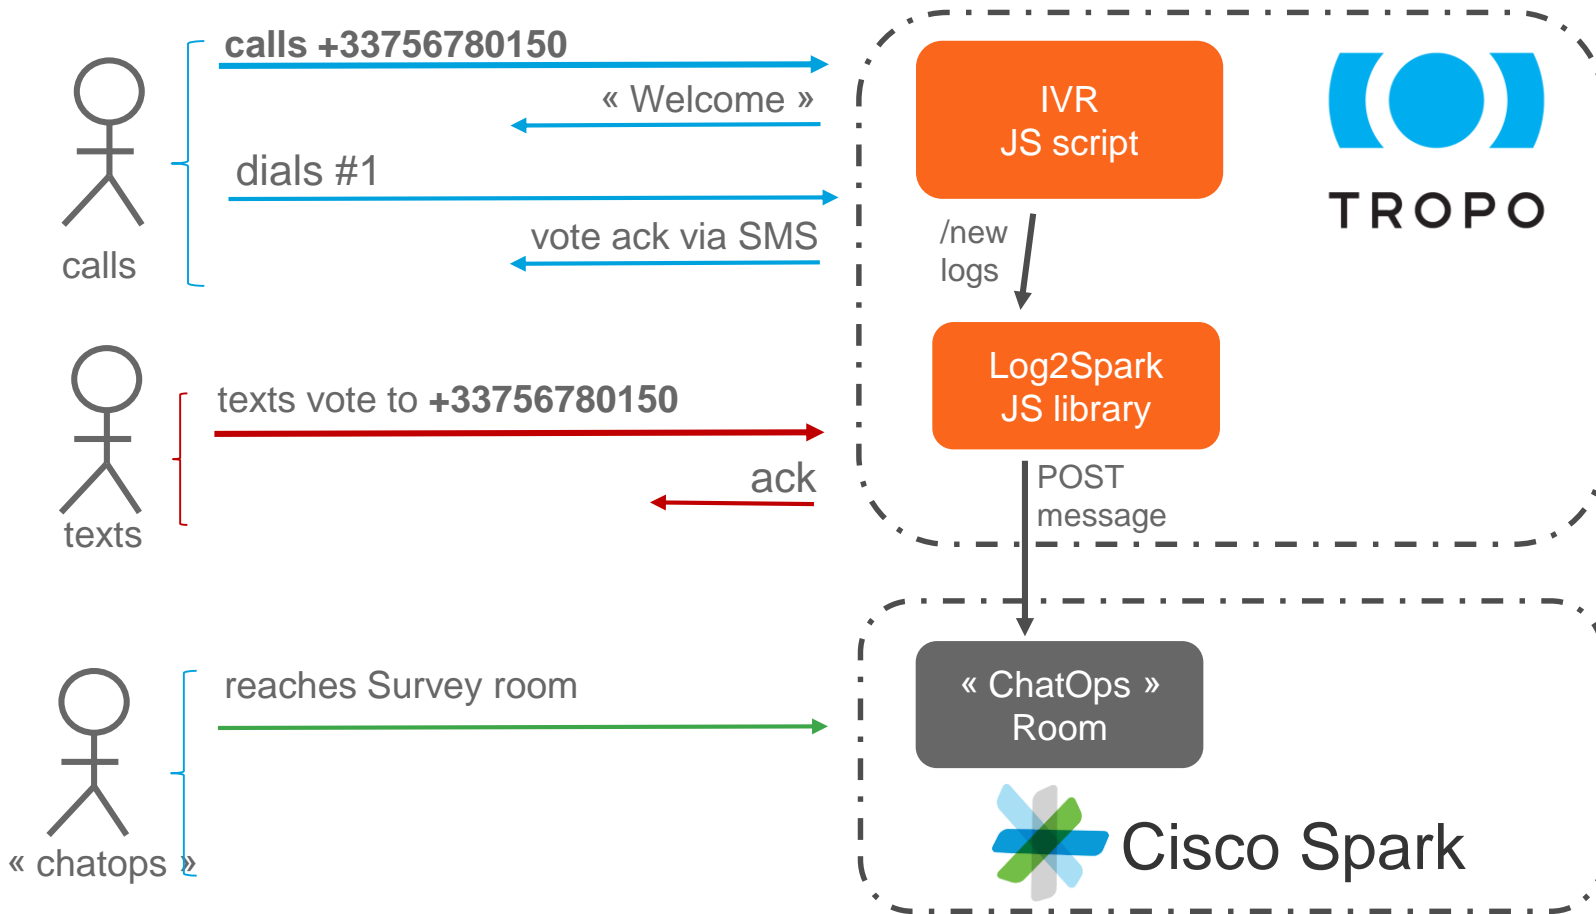 calls +33756780150
« Welcome »
dials #1
vote ack via SMS
calls
IVR
JS script
TROPO
/new
logs
Log2Spark
JS library
texts vote to +33756780150
ack
texts
POST
message
reaches Survey room
« chatops »
« ChatOps »
Room
Cisco Spark